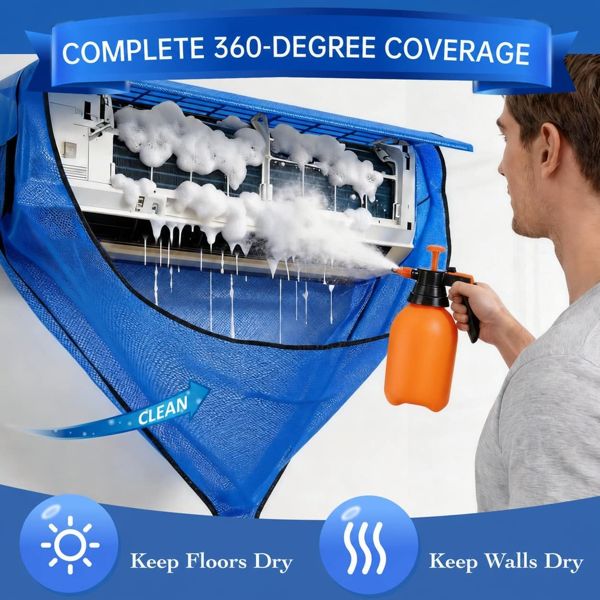 COMPLETE 360-DEGREE COVERAGE
CLEAN
Keep Floors Dry
Keep Walls Dry